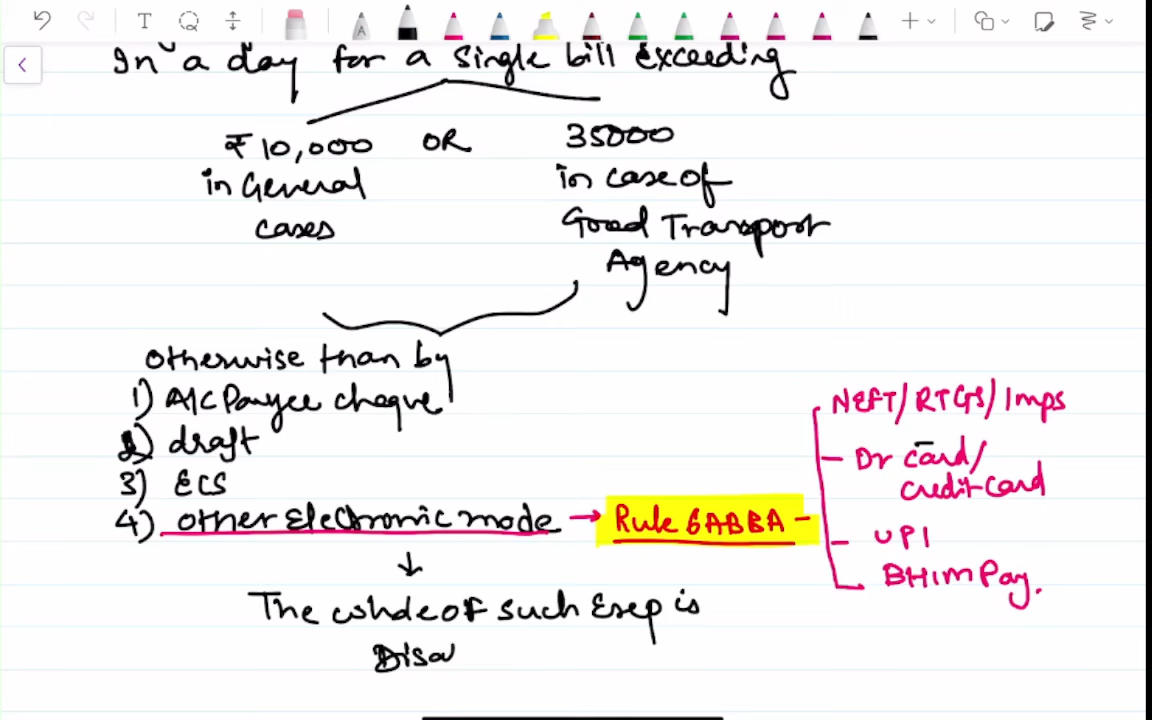 In a day for a single bill exceeding
₹10,000 OR 35000
in General in case of
cases Good Transport
Agency
otherwise than by
1) A/C Payee cheque
2) draft
3) ECS
4) other Electronic mode → Rule 6ABBA -
NEFT/RTGS/Imps
- Dr Card/
credit-card
- UPI
BHIM Pay.
The whole of such Exep is
Disa